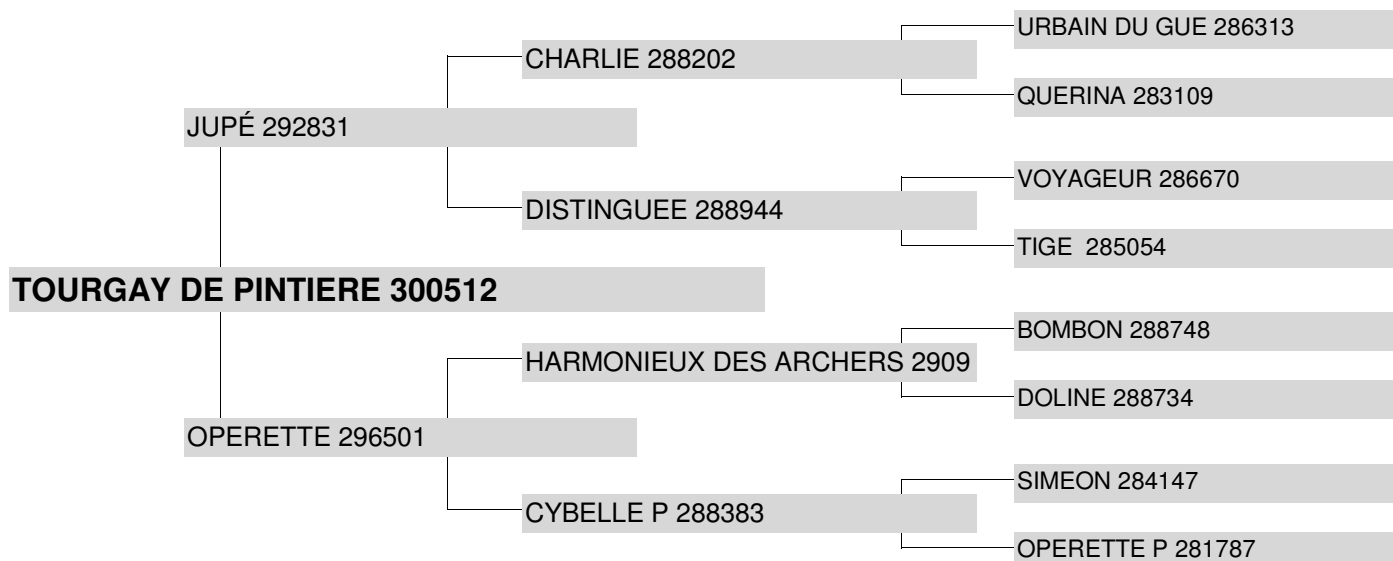 URBAIN DU GUE 286313
CHARLIE 288202
QUERINA 283109
JUPÉ 292831
VOYAGEUR 286670
DISTINGUEE 288944
TIGE 285054
TOURGAY DE PINTIERE 300512
BOMBON 288748
HARMONIEUX DES ARCHERS 2909
DOLINE 288734
OPERETTE 296501
SIMEON 284147
CYBELLE P 288383
OPERETTE P 281787